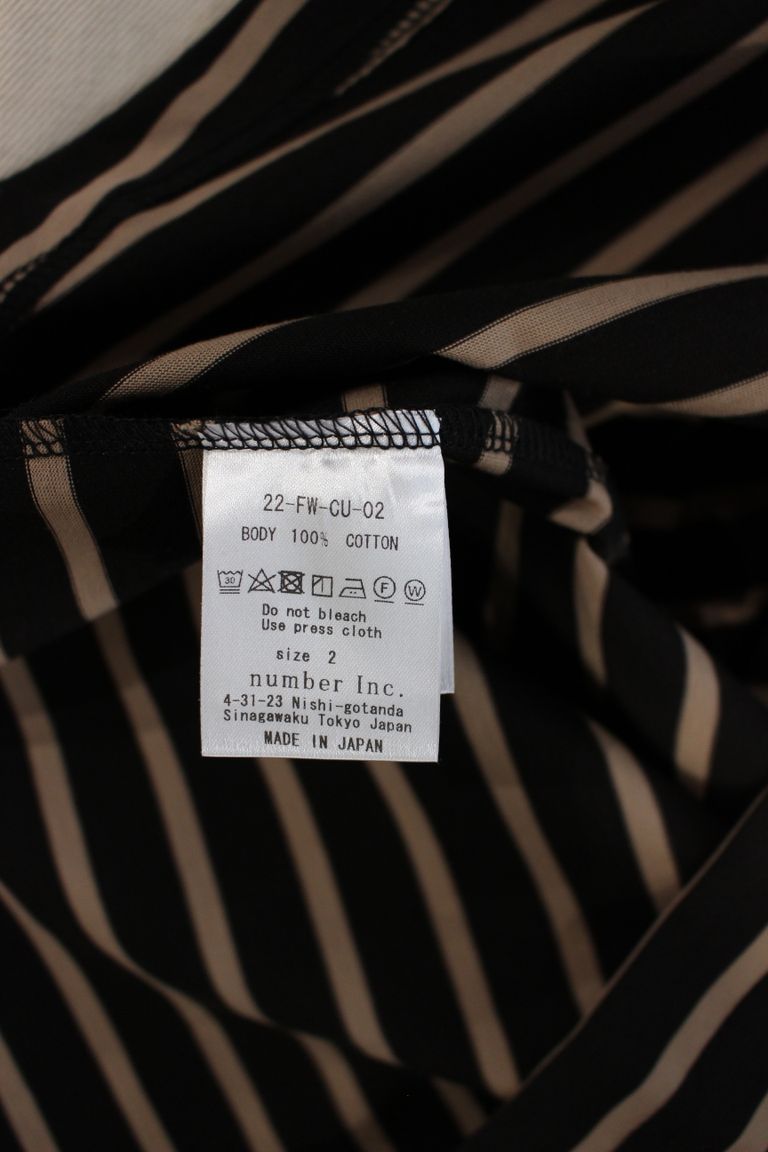 22-FW-CU-02
BODY 100% COTTON
30 F W
Do not bleach
Use press cloth
size 2
number Inc.
4-31-23 Nishi-gotanda
Sinagawaku Tokyo Japan
MADE IN JAPAN